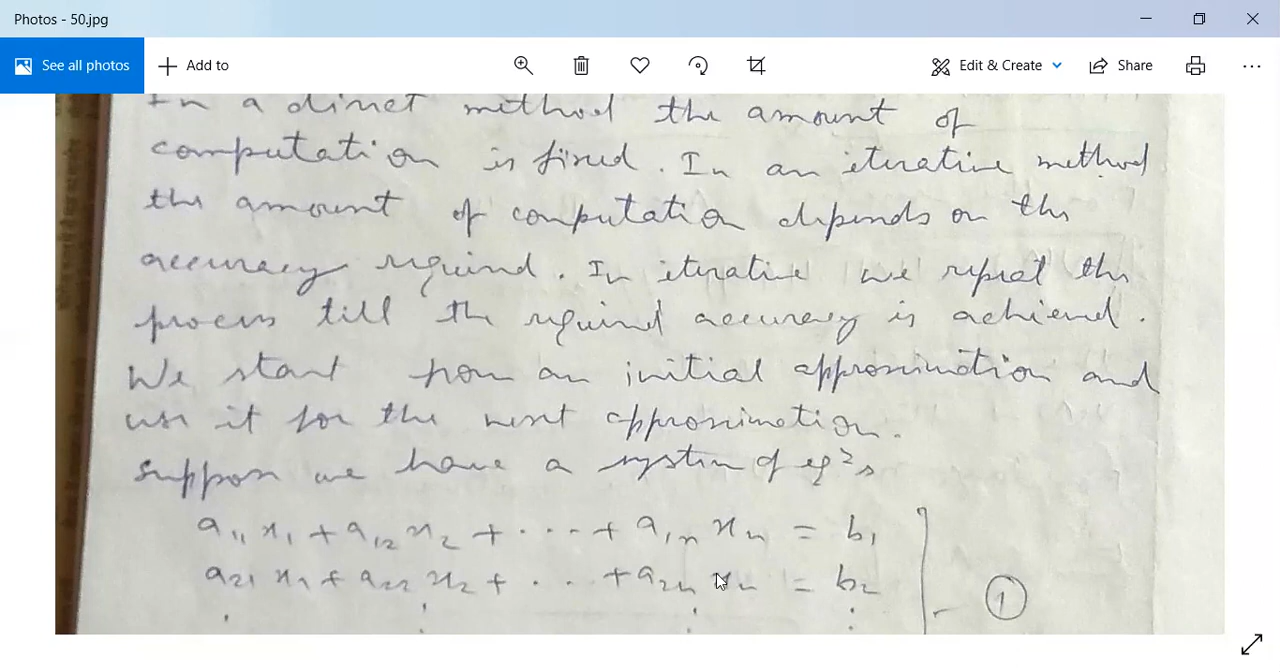 Photos - 50.jpg
See all photos
Add to
Edit & Create
Share
In a direct method the amount of
computation is fixed. In an iterative method
the amount of computation depends on the
accuracy required. In iterative we repeat the
process till the required accuracy is achieved.
We start from an initial approximation and
use it for the next approximation.
Suppose we have a system of eqⁿs
a₁₁ x₁ + a₁₂ x₂ + ... + a₁ₙ xₙ = b₁
a₂₁ x₁ + a₂₂ x₂ + ... + a₂ₙ xₙ = b₂
①